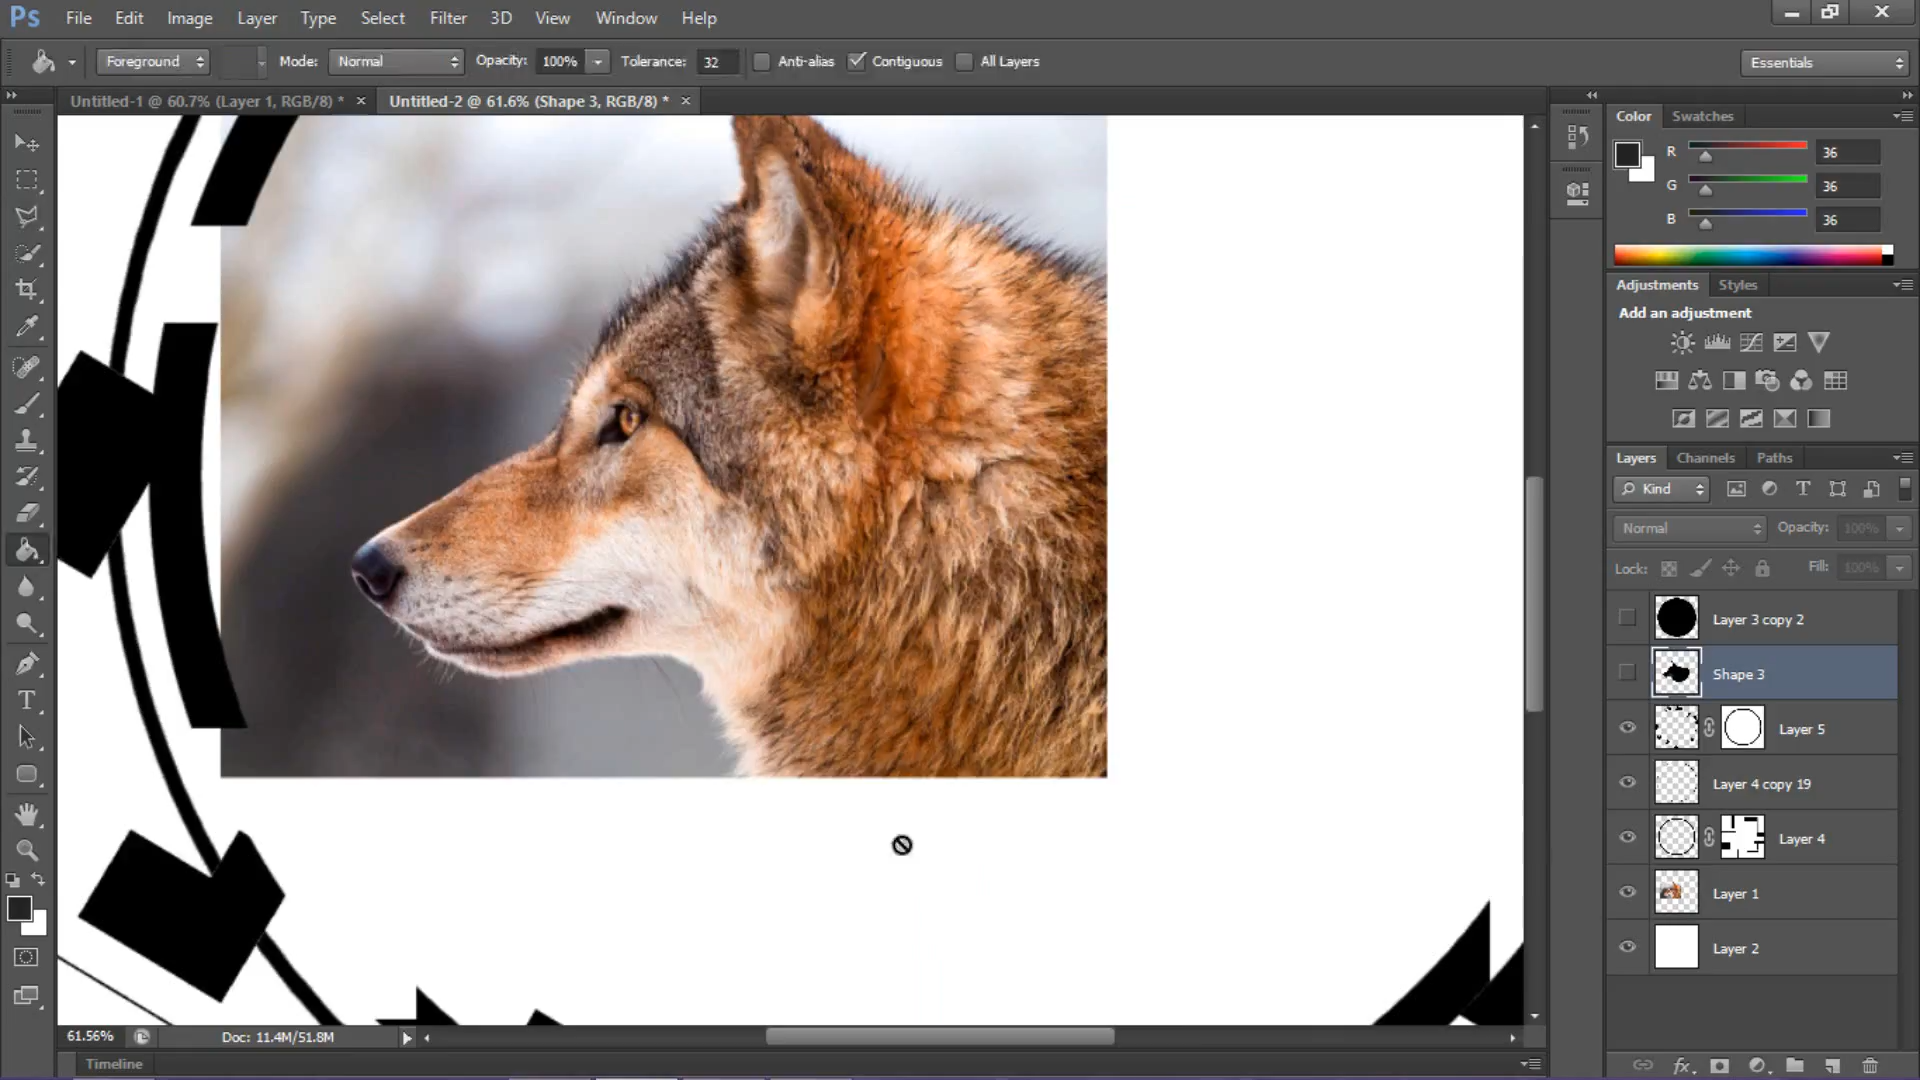 Ps File Edit Image Layer Type Select Filter 3D View Window Help
Foreground Mode: Normal Opacity: 100% Tolerance: 32 Anti-alias Contiguous All Layers Essentials
Untitled-1 @ 60.7% (Layer 1, RGB/8) * × Untitled-2 @ 61.6% (Shape 3, RGB/8) * ×
Color Swatches
R 36
G 36
B 36
Adjustments Styles
Add an adjustment
Layers Channels Paths
Kind
Normal Opacity: 100%
Lock: Fill: 100%
Layer 3 copy 2
Shape 3
Layer 5
Layer 4 copy 19
Layer 4
Layer 1
Layer 2
61.56% Doc: 11.4M/51.8M
Timeline